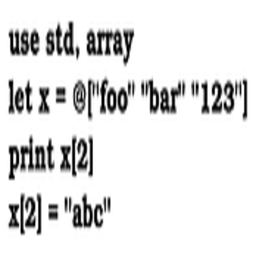 use std, array
let x = @["foo" "bar" "123"]
print x[2]
x[2] = "abc"